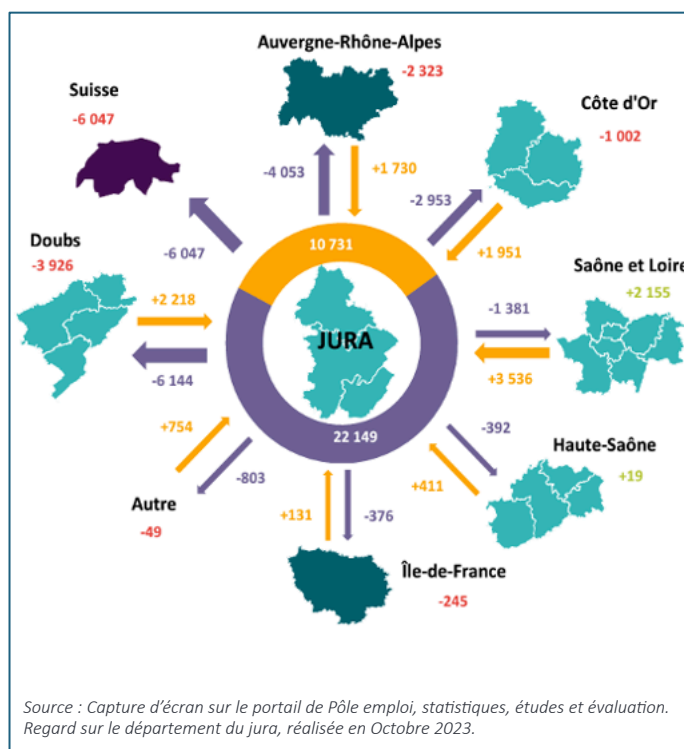 Auvergne-Rhône-Alpes
-2 323
Suisse
-6 047
Côte d'Or
-1 002
-4 053
+1 730
-2 953
+1 951
-6 047
10 731
Doubs
-3 926
+2 218
-6 144
JURA
Saône et Loire
+2 155
-1 381
+3 536
22 149
-392
+411
Haute-Saône
+19
+754
-803
Autre
-49
+131
-376
Île-de-France
-245
Source : Capture d'écran sur le portail de Pôle emploi, statistiques, études et évaluation.
Regard sur le département du jura, réalisée en Octobre 2023.